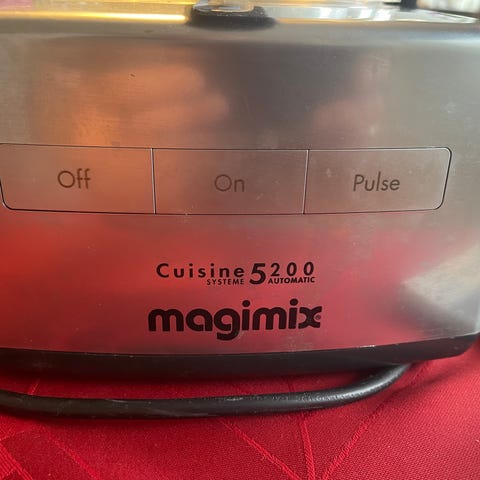 Off On Pulse
Cuisine 5200
SYSTEME AUTOMATIC
magimix